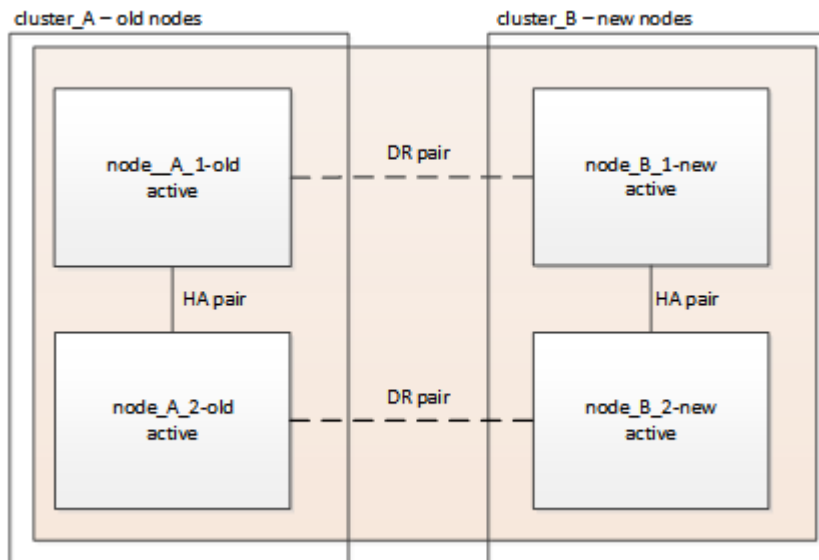 cluster_A – old nodes
cluster_B – new nodes
node__A_1-old
active
DR pair
node_B_1-new
active
HA pair
HA pair
node_A_2-old
active
DR pair
node_B_2-new
active